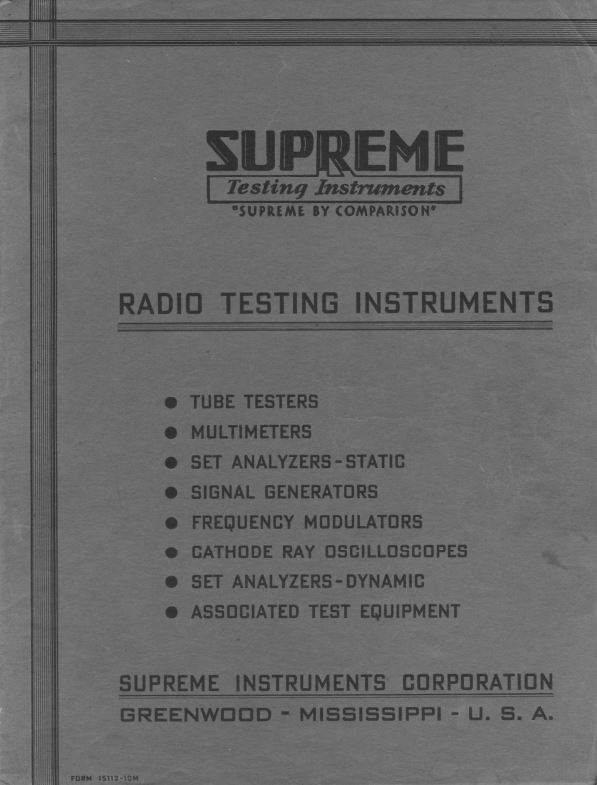 SUPREME
Testing Instruments
"SUPREME BY COMPARISON"
RADIO TESTING INSTRUMENTS
● TUBE TESTERS
● MULTIMETERS
● SET ANALYZERS-STATIC
● SIGNAL GENERATORS
● FREQUENCY MODULATORS
● CATHODE RAY OSCILLOSCOPES
● SET ANALYZERS-DYNAMIC
● ASSOCIATED TEST EQUIPMENT
SUPREME INSTRUMENTS CORPORATION
GREENWOOD - MISSISSIPPI - U. S. A.
FORM 15112-10M